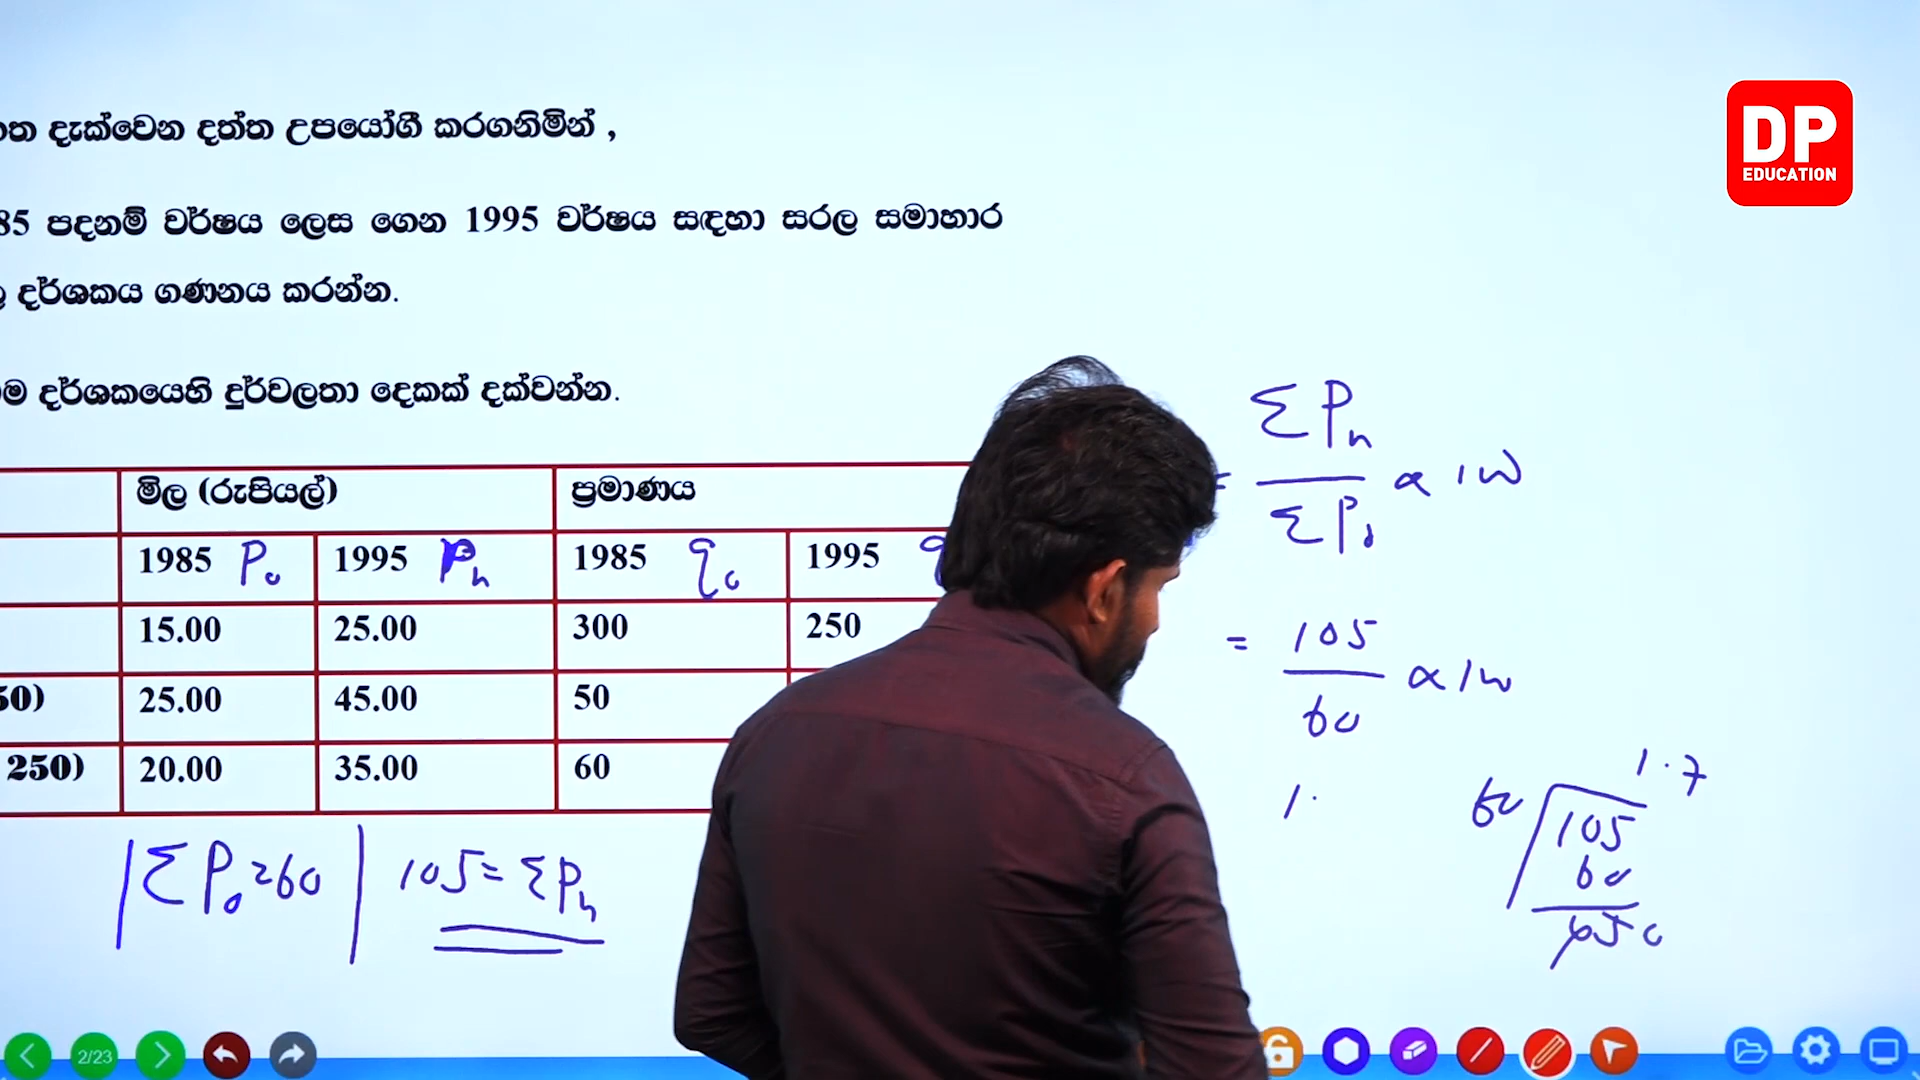 DP
EDUCATION
දැක්වෙන දත්ත උපයෝගී කරගනිමින් ,
85 පදනම් වර්ෂය ලෙස ගෙන 1995 වර්ෂය සඳහා සරල සමාහාර
දර්ශකය ගණනය කරන්න.
දර්ශකයෙහි දුර්වලතා දෙකක් දක්වන්න.
මිල (රුපියල්) ප්‍රමාණය
1985 P₀ 1995 Pₙ 1985 q₀ 1995 q
15.00 25.00 300 250
50) 25.00 45.00 50
250) 20.00 35.00 60
ΣP₀ = 60 105 = ΣPₙ
= ΣPₙ / ΣP₀ × 100
= 105 / 60 × 100
1.
1.7
60 105
60
450
2/23